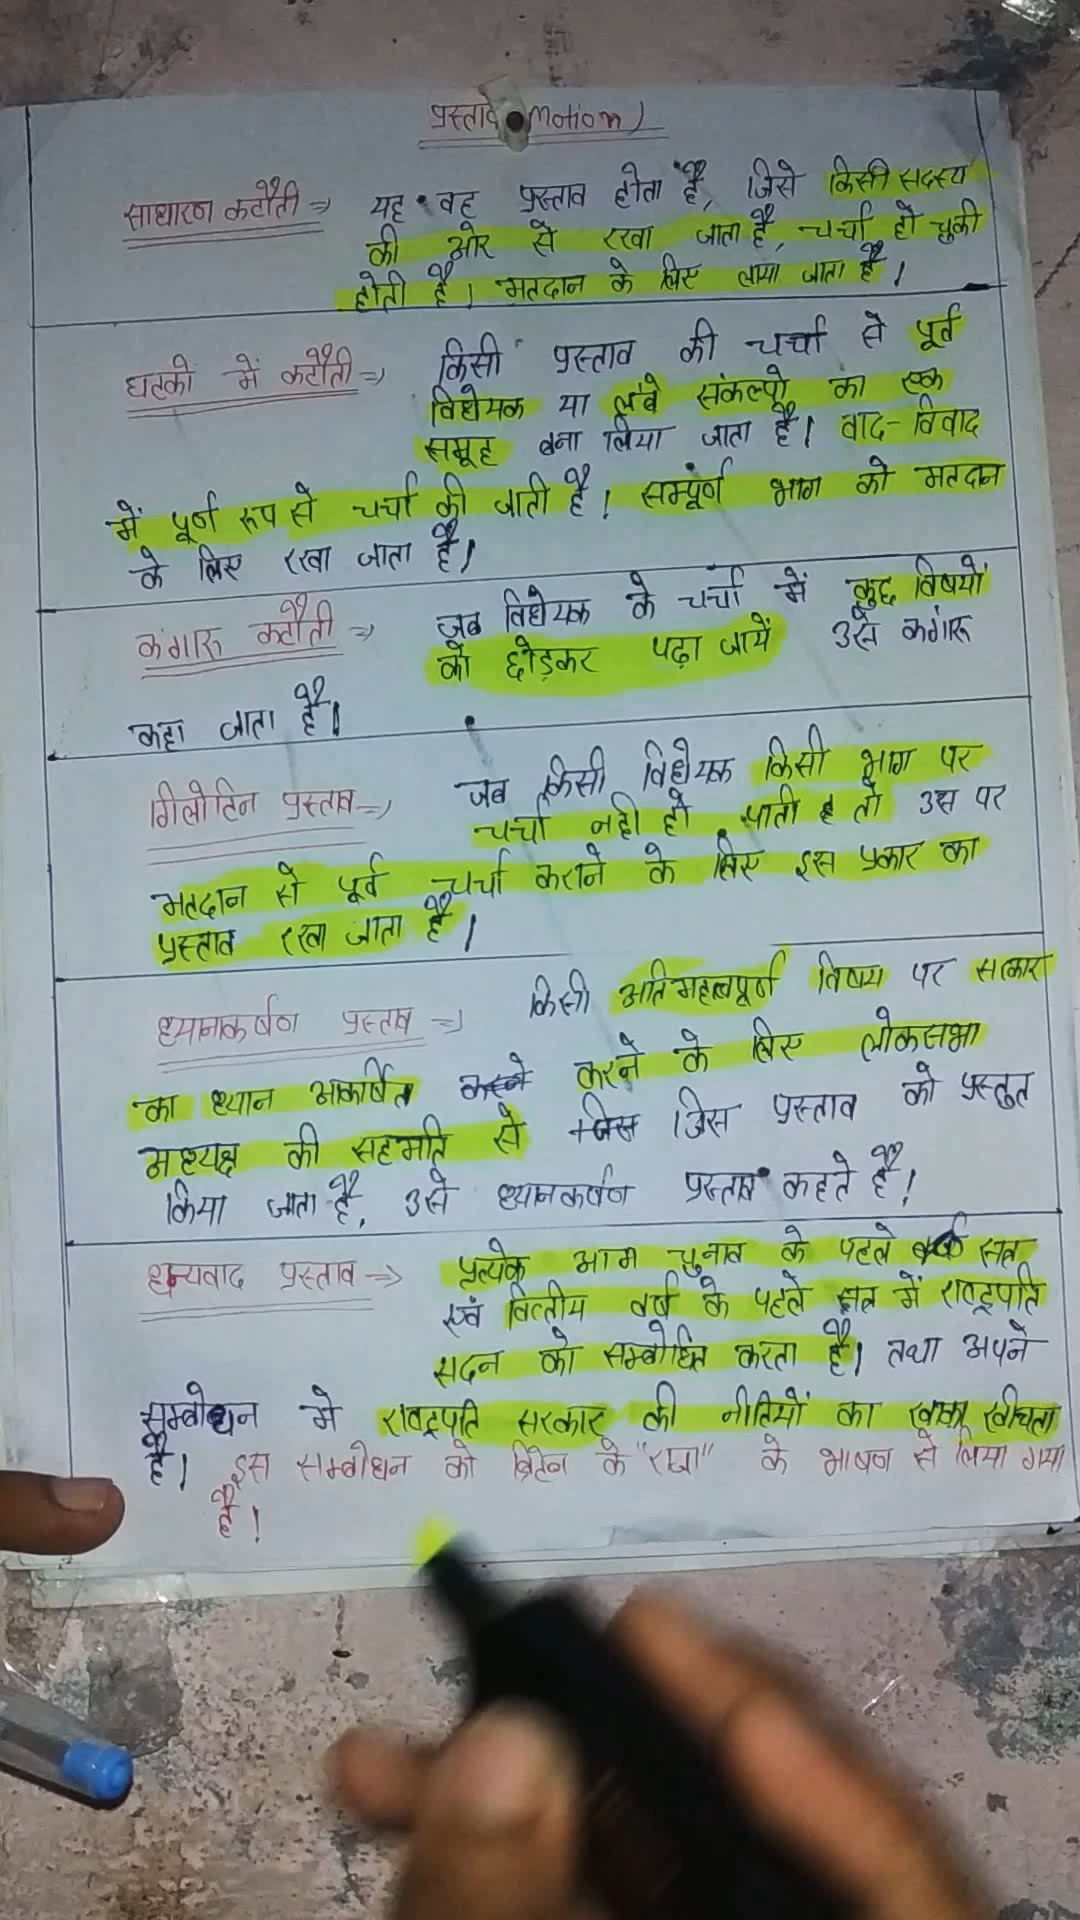 प्रस्ताव (Motion)
साधारण कटौती ⇒ यह वह प्रस्ताव होता है, जिसे किसी सदस्य
की ओर से रखा जाता है, चर्चा हो चुकी
होती है। मतदान के लिए लाया जाता है।
घटको में कटौती ⇒ किसी प्रस्ताव की चर्चा से पूर्व
विधेयक या लंबे संकल्पो का एक
समूह बना लिया जाता है। वाद-विवाद
में पूर्ण रूप से चर्चा की जाती है। सम्पूर्ण भाग को मतदान
के लिए रखा जाता है।
कंगारू कटौती ⇒ जब विधेयक के चर्चा में कुछ विषयों
को छोड़कर पढ़ा जायें उसे कंगारू
कहा जाता है।
गिलोटिन प्रस्ताव ⇒ जब किसी विधेयक किसी भाग पर
चर्चा नही हो पाती है तो उस पर
मतदान से पूर्व चर्चा कराने के लिए इस प्रकार का
प्रस्ताव रखा जाता है।
ध्यानाकर्षण प्रस्ताव ⇒ किसी अतिमहत्वपूर्ण विषय पर सरकार
का ध्यान आकर्षित करने के लिए लोकसभा
अध्यक्ष की सहमति से जिस प्रस्ताव को प्रस्तुत
किया जाता है, उसे ध्यानकर्षण प्रस्ताव कहते है।
धन्यवाद प्रस्ताव ⇒ प्रत्येक आम चुनाव के पहले सत्र
एवं वित्तीय वर्ष के पहले सत्र में राष्ट्रपति
सदन को सम्बोधित करता है। तथा अपने
सम्बोधन मे राष्ट्रपति सरकार की नीतियों का खाका खींचता
है। इस सम्बोधन को ब्रिटेन के "राजा" के भाषण से लिया गया
है।